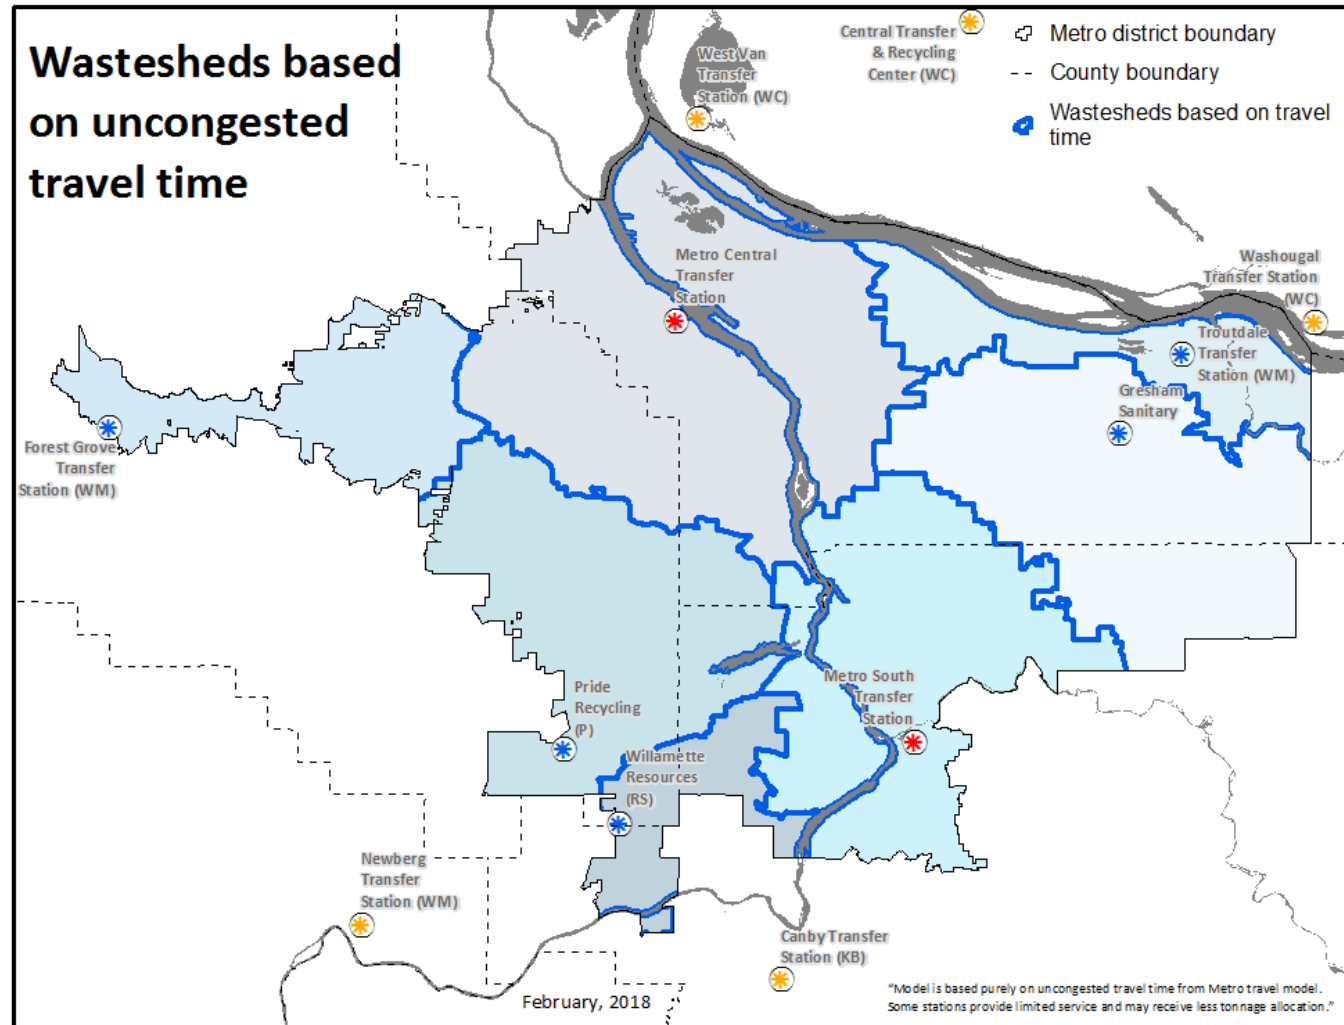 Wastesheds based
on uncongested
travel time
Central Transfer
& Recycling
Center (WC)
West Van
Transfer
Station (WC)
Metro district boundary
County boundary
Wastesheds based on travel
time
Metro Central
Transfer
Station
Washougal
Transfer Station
(WC)
Troutdale
Transfer
Station (WM)
Gresham
Sanitary
Forest Grove
Transfer
Station (WM)
Metro South
Transfer
Station
Pride
Recycling
(P)
Willamette
Resources
(RS)
Newberg
Transfer
Station (WM)
Canby Transfer
Station (KB)
February, 2018
"Model is based purely on uncongested travel time from Metro travel model.
Some stations provide limited service and may receive less tonnage allocation."